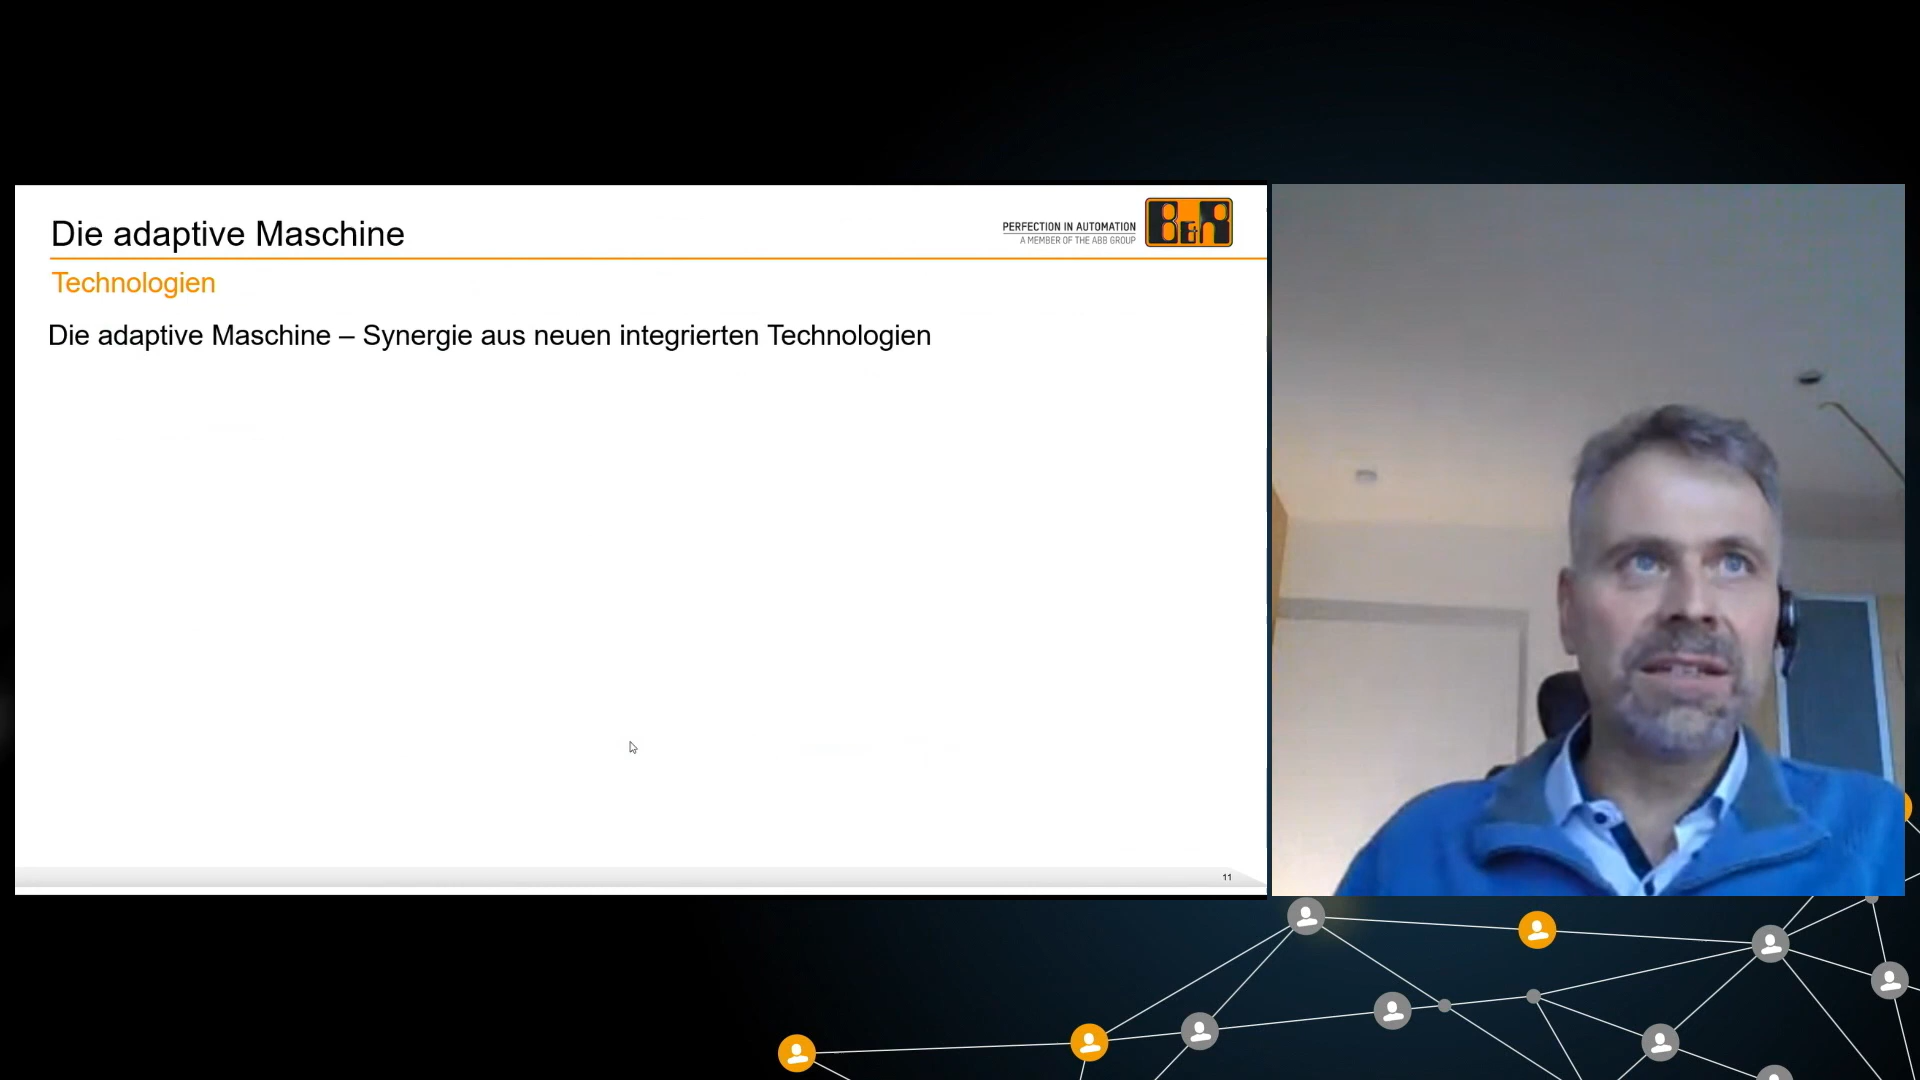 Die adaptive Maschine
PERFECTION IN AUTOMATION
A MEMBER OF THE ABB GROUP
B&R
Technologien
Die adaptive Maschine – Synergie aus neuen integrierten Technologien
11